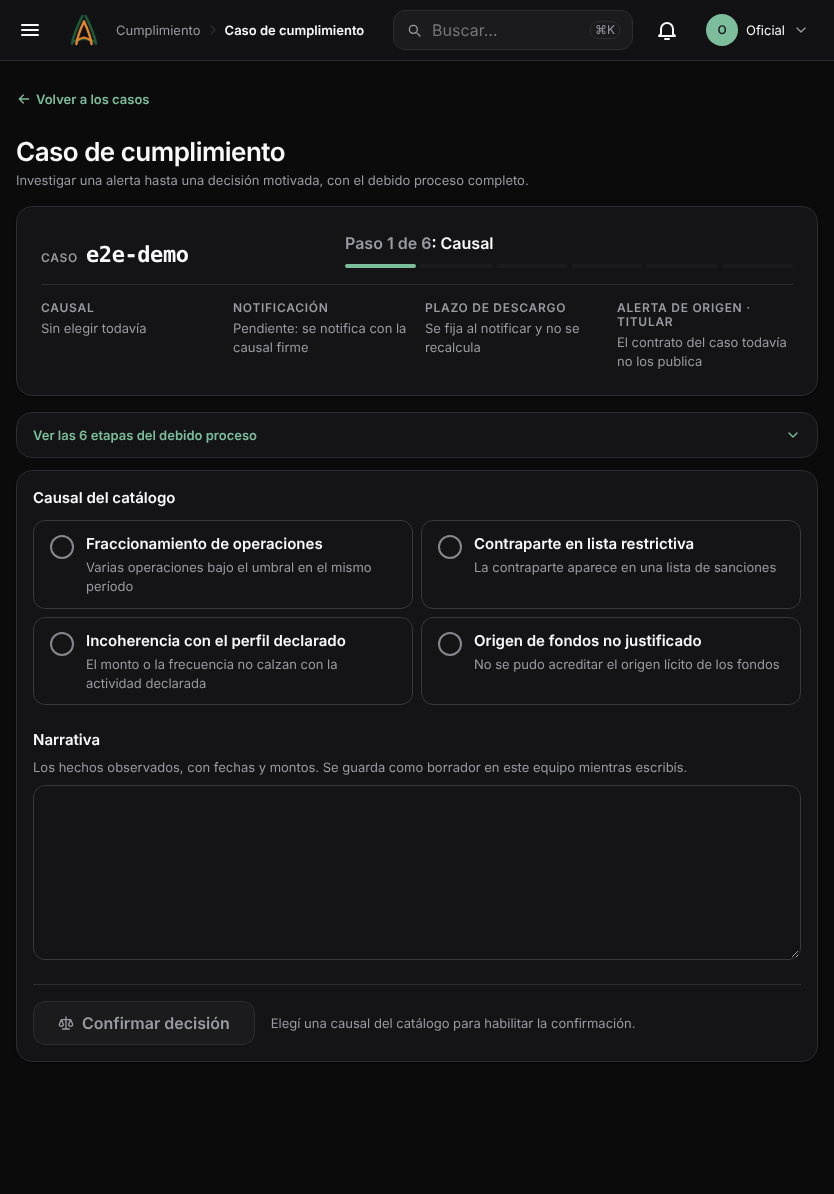 Cumplimiento > Caso de cumplimiento
Buscar...
⌘K
O
Oficial
← Volver a los casos
Caso de cumplimiento
Investigar una alerta hasta una decisión motivada, con el debido proceso completo.
CASO e2e-demo
Paso 1 de 6: Causal
CAUSAL
Sin elegir todavía
NOTIFICACIÓN
Pendiente: se notifica con la
causal firme
PLAZO DE DESCARGO
Se fija al notificar y no se
recalcula
ALERTA DE ORIGEN ·
TITULAR
El contrato del caso todavía
no los publica
Ver las 6 etapas del debido proceso
Causal del catálogo
Fraccionamiento de operaciones
Varias operaciones bajo el umbral en el mismo
período
Contraparte en lista restrictiva
La contraparte aparece en una lista de sanciones
Incoherencia con el perfil declarado
El monto o la frecuencia no calzan con la
actividad declarada
Origen de fondos no justificado
No se pudo acreditar el origen lícito de los fondos
Narrativa
Los hechos observados, con fechas y montos. Se guarda como borrador en este equipo mientras escribís.
Confirmar decisión
Elegí una causal del catálogo para habilitar la confirmación.